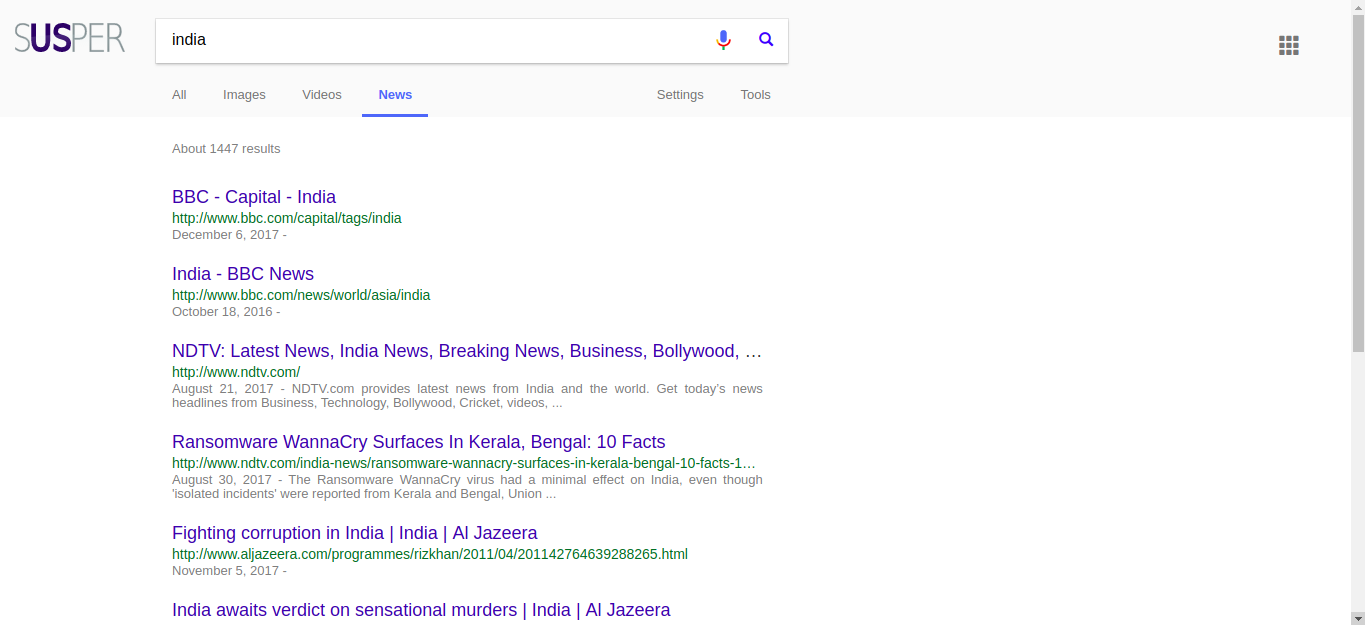 SUSPER
india
All Images Videos News Settings Tools
About 1447 results
BBC - Capital - India
http://www.bbc.com/capital/tags/india
December 6, 2017 -
India - BBC News
http://www.bbc.com/news/world/asia/india
October 18, 2016 -
NDTV: Latest News, India News, Breaking News, Business, Bollywood, …
http://www.ndtv.com/
August 21, 2017 - NDTV.com provides latest news from India and the world. Get today's news
headlines from Business, Technology, Bollywood, Cricket, videos, ...
Ransomware WannaCry Surfaces In Kerala, Bengal: 10 Facts
http://www.ndtv.com/india-news/ransomware-wannacry-surfaces-in-kerala-bengal-10-facts-1…
August 30, 2017 - The Ransomware WannaCry virus had a minimal effect on India, even though
'isolated incidents' were reported from Kerala and Bengal, Union ...
Fighting corruption in India | India | Al Jazeera
http://www.aljazeera.com/programmes/rizkhan/2011/04/201142764639288265.html
November 5, 2017 -
India awaits verdict on sensational murders | India | Al Jazeera